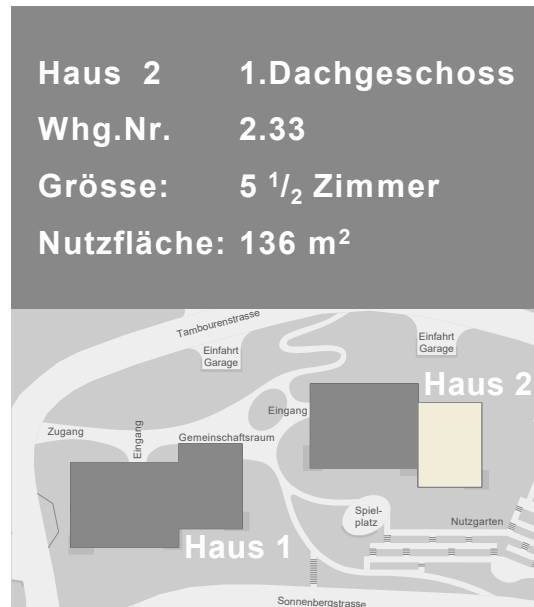 Haus 2 1.Dachgeschoss
Whg.Nr. 2.33
Grösse: 5 1/2 Zimmer
Nutzfläche: 136 m²
Tambourenstrasse
Einfahrt
Garage
Einfahrt
Garage
Haus 2
Eingang
Zugang
Eingang
Gemeinschaftsraum
Spiel-
platz
Nutzgarten
Haus 1
Sonnenbergstrasse